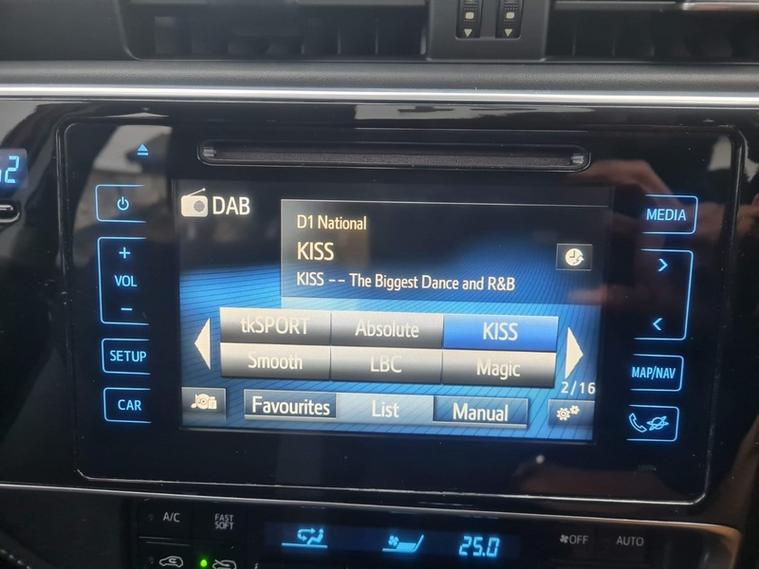 DAB
D1 National
KISS
KISS -- The Biggest Dance and R&B
MEDIA
+
VOL
-
SETUP
CAR
tkSPORT Absolute KISS
Smooth LBC Magic
2/16
Favourites List Manual
MAP/NAV
A/C
FAST
SOFT
25.0
OFF
AUTO